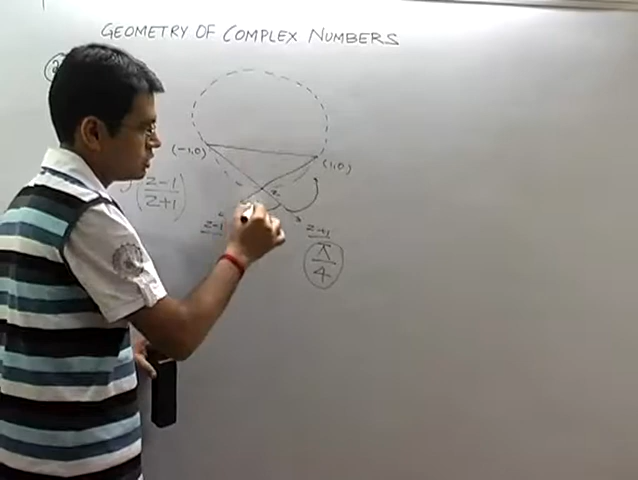 GEOMETRY OF COMPLEX NUMBERS
(-1,0)
(1,0)
(z-1/z+1)
z-1
z+1
π/4